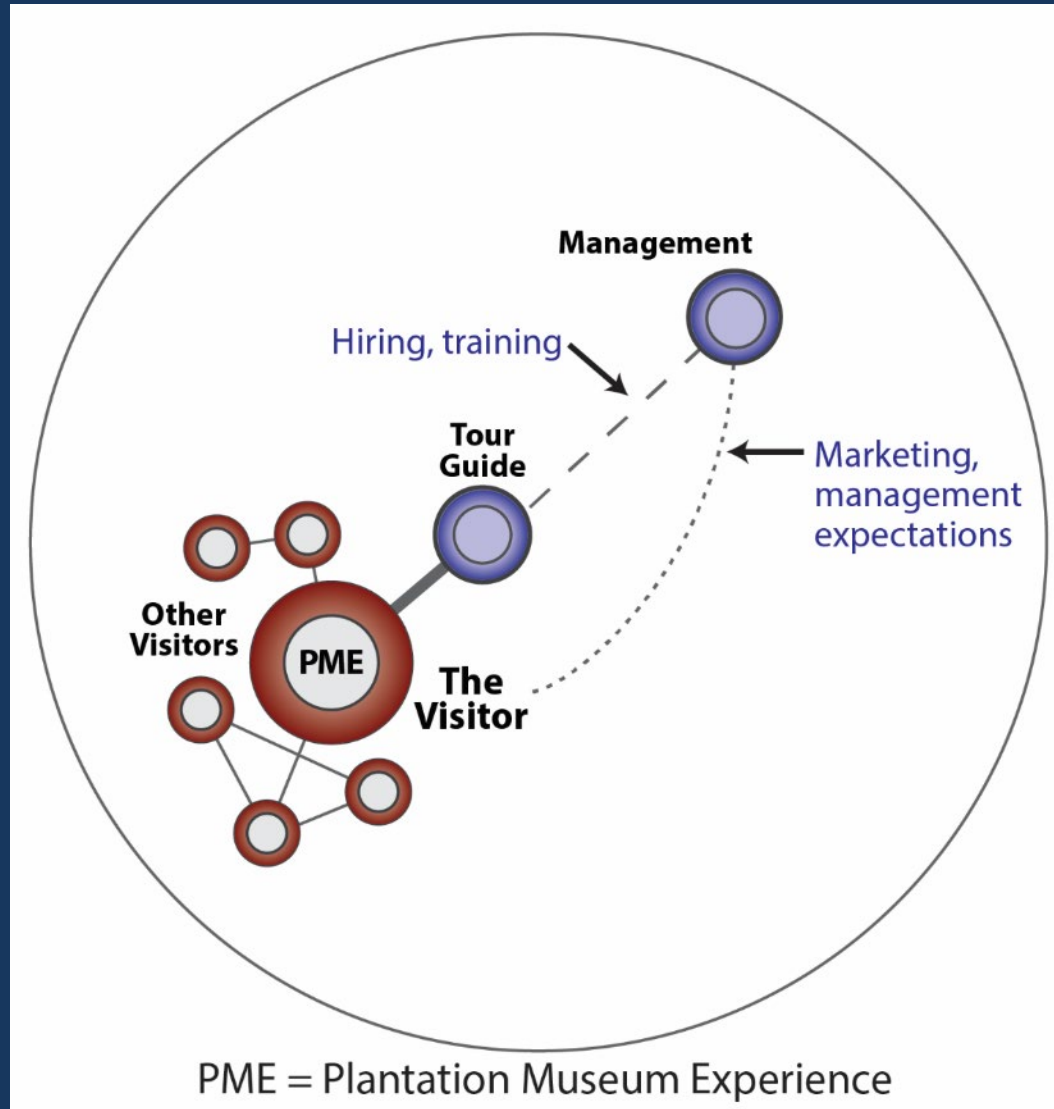 Management
Hiring, training
Tour
Guide
Marketing,
management
expectations
Other
Visitors
PME
The
Visitor
PME = Plantation Museum Experience